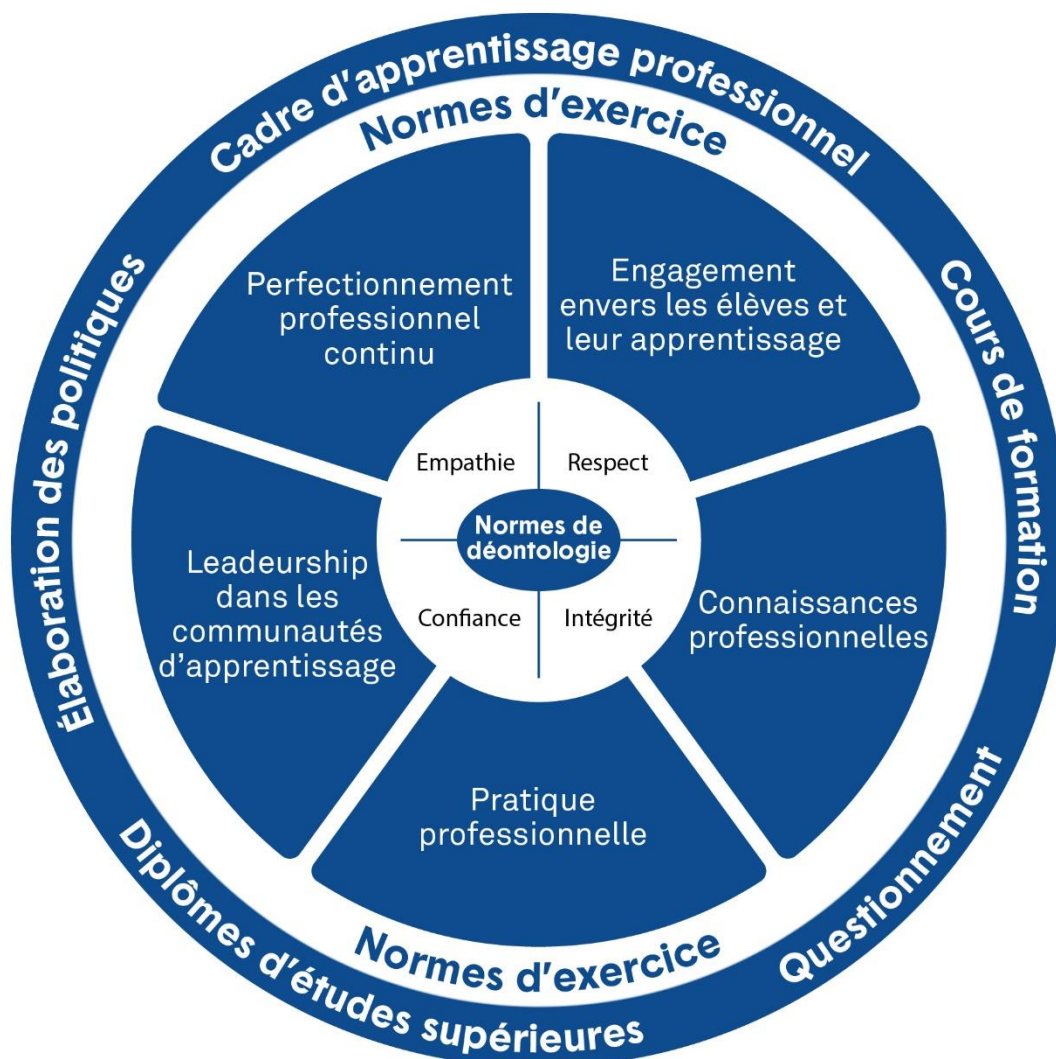 Cadre d'apprentissage professionnel
Normes d'exercice
Perfectionnement
professionnel
continu
Engagement
envers les élèves et
leur apprentissage
Cours de formation
Élaboration des politiques
Empathie
Respect
Normes de
déontologie
Confiance
Intégrité
Leadeurship
dans les
communautés
d'apprentissage
Connaissances
professionnelles
Pratique
professionnelle
Questionnement
Normes d'exercice
Diplômes d'études supérieures